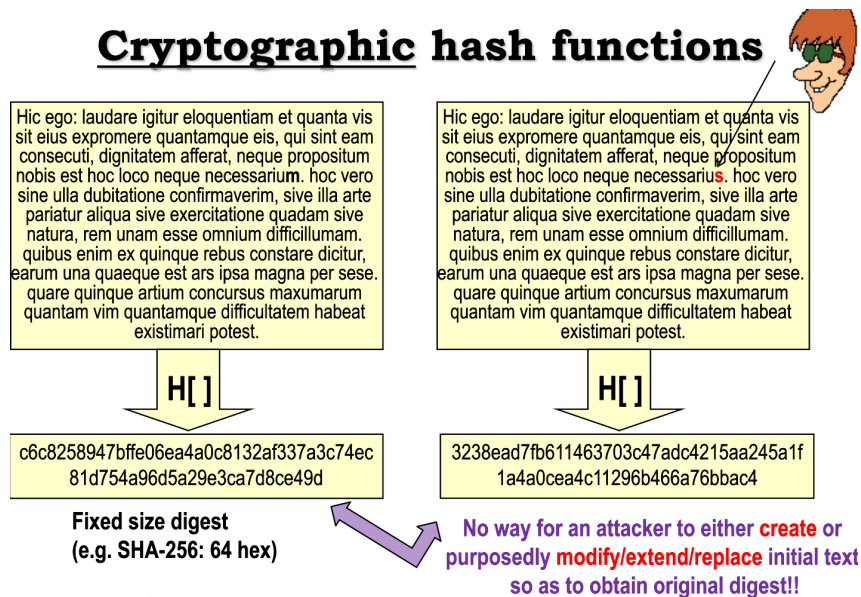 Cryptographic hash functions
Hic ego: laudare igitur eloquentiam et quanta vis
sit eius expromere quantamque eis, qui sint eam
consecuti, dignitatem afferat, neque propositum
nobis est hoc loco neque necessarium. hoc vero
sine ulla dubitatione confirmaverim, sive illa arte
pariatur aliqua sive exercitatione quadam sive
natura, rem unam esse omnium difficillumam.
quibus enim ex quinque rebus constare dicitur,
earum una quaeque est ars ipsa magna per sese.
quare quinque artium concursus maxumarum
quantam vim quantamque difficultatem habeat
existimari potest.
H[ ]
c6c8258947bffe06ea4a0c8132af337a3c74ec
81d754a96d5a29e3ca7d8ce49d
Fixed size digest
(e.g. SHA-256: 64 hex)
Hic ego: laudare igitur eloquentiam et quanta vis
sit eius expromere quantamque eis, qui sint eam
consecuti, dignitatem afferat, neque propositum
nobis est hoc loco neque necessarius. hoc vero
sine ulla dubitatione confirmaverim, sive illa arte
pariatur aliqua sive exercitatione quadam sive
natura, rem unam esse omnium difficillumam.
quibus enim ex quinque rebus constare dicitur,
earum una quaeque est ars ipsa magna per sese.
quare quinque artium concursus maxumarum
quantam vim quantamque difficultatem habeat
existimari potest.
H[ ]
3238ead7fb611463703c47adc4215aa245a1f
1a4a0cea4c11296b466a76bbac4
No way for an attacker to either create or
purposedly modify/extend/replace initial text
so as to obtain original digest!!